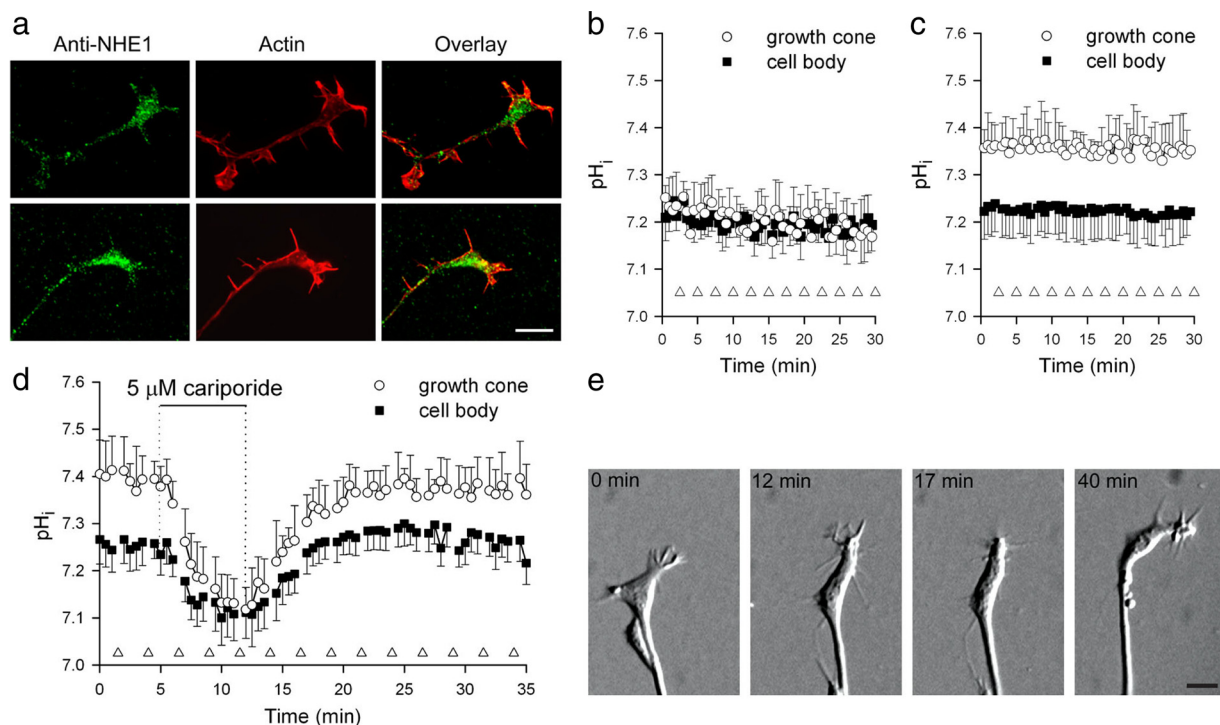 a
Anti-NHE1 Actin Overlay
b
growth cone
cell body
7.6
7.5
7.4
7.3
7.2
7.1
7.0
pHi
0 5 10 15 20 25 30
Time (min)
c
growth cone
cell body
7.6
7.5
7.4
7.3
7.2
7.1
7.0
pHi
0 5 10 15 20 25 30
Time (min)
d
5 μM cariporide
growth cone
cell body
7.6
7.5
7.4
7.3
7.2
7.1
7.0
pHi
0 5 10 15 20 25 30 35
Time (min)
e
0 min 12 min 17 min 40 min